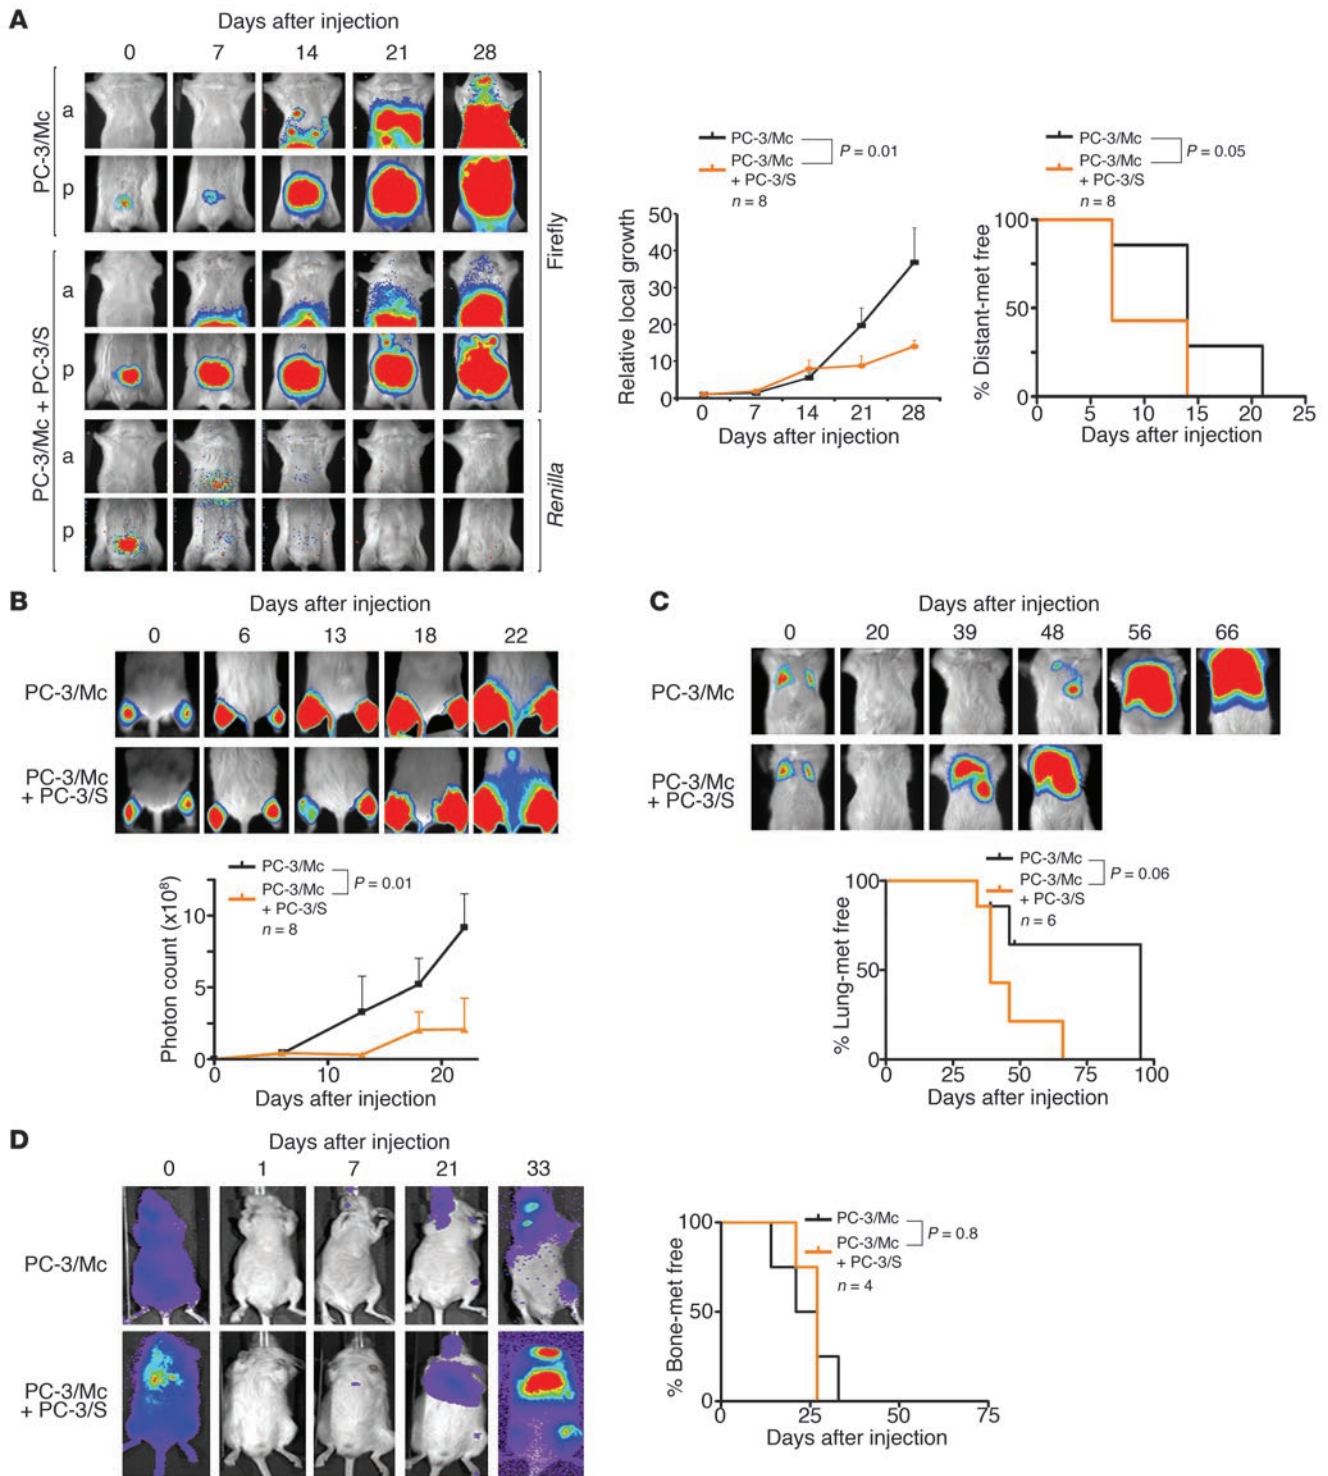 A
Days after injection
0 7 14 21 28
PC-3/Mc
a
p
PC-3/Mc + PC-3/S
a
p
a
p
Firefly
Renilla
PC-3/Mc
PC-3/Mc
+ PC-3/S
P = 0.01
n = 8
Relative local growth
50
40
30
20
10
0
0 7 14 21 28
Days after injection
PC-3/Mc
PC-3/Mc
+ PC-3/S
P = 0.05
n = 8
% Distant-met free
100
50
0
0 5 10 15 20 25
Days after injection
B
Days after injection
0 6 13 18 22
PC-3/Mc
PC-3/Mc
+ PC-3/S
PC-3/Mc
PC-3/Mc
+ PC-3/S
P = 0.01
n = 8
Photon count (x10⁸)
10
5
0
0 10 20
Days after injection
C
Days after injection
0 20 39 48 56 66
PC-3/Mc
PC-3/Mc
+ PC-3/S
PC-3/Mc
PC-3/Mc
+ PC-3/S
P = 0.06
n = 6
% Lung-met free
100
50
0
0 25 50 75 100
Days after injection
D
Days after injection
0 1 7 21 33
PC-3/Mc
PC-3/Mc
+ PC-3/S
PC-3/Mc
PC-3/Mc
+ PC-3/S
P = 0.8
n = 4
% Bone-met free
100
50
0
0 25 50 75
Days after injection